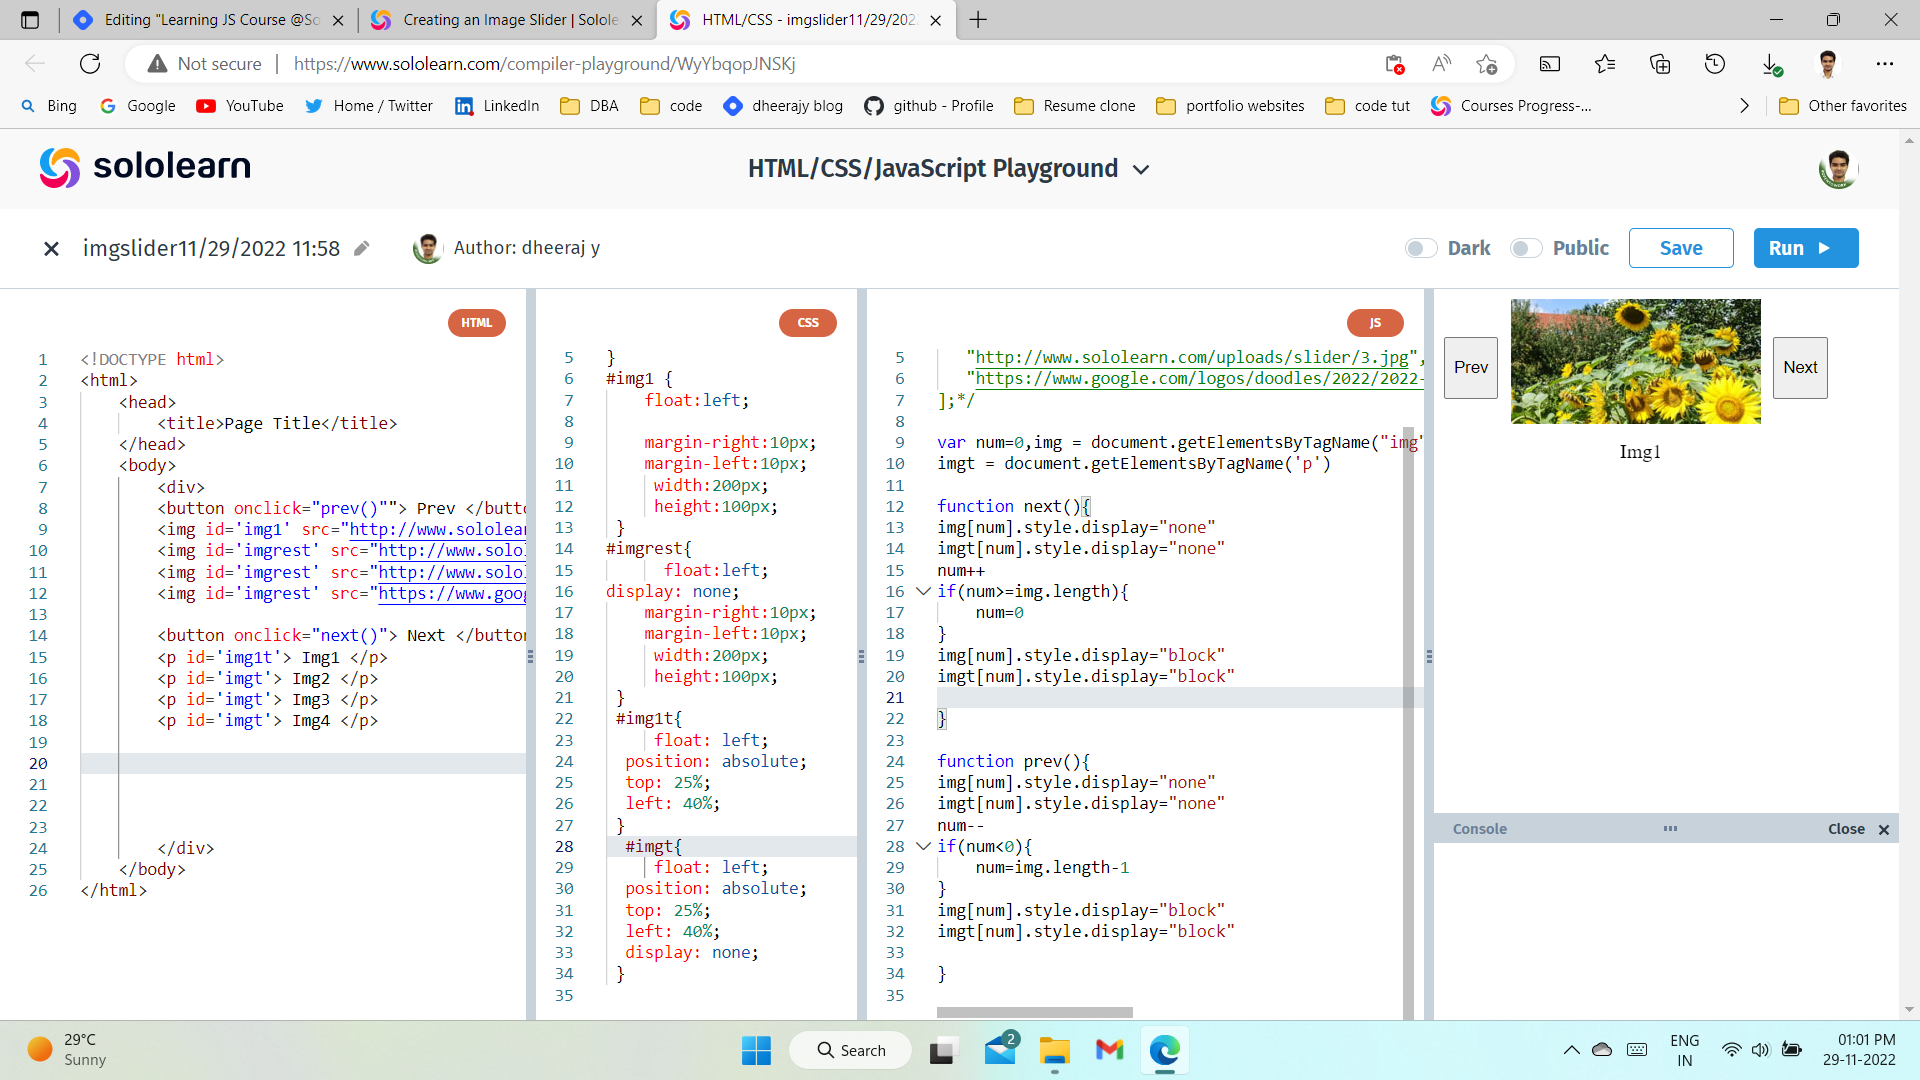 Editing "Learning JS Course @So
Creating an Image Slider | Solole
HTML/CSS - imgslider11/29/202
Not secure
https://www.sololearn.com/compiler-playground/WyYbqopJNSKj
Bing
Google
YouTube
Home / Twitter
LinkedIn
DBA
code
dheerajy blog
github - Profile
Resume clone
portfolio websites
code tut
Courses Progress-...
Other favorites
sololearn
HTML/CSS/JavaScript Playground
imgslider11/29/2022 11:58
Author: dheeraj y
Dark
Public
Save
Run
HTML
1 <!DOCTYPE html>
2 <html>
3 <head>
4 <title>Page Title</title>
5 </head>
6 <body>
7 <div>
8 <button onclick="prev()""> Prev </butto
9 <img id='img1' src="http://www.sololear
10 <img id='imgrest' src="http://www.solo
11 <img id='imgrest' src="http://www.solo
12 <img id='imgrest' src="https://www.goog
13
14 <button onclick="next()"> Next </button
15 <p id='img1t'> Img1 </p>
16 <p id='imgt'> Img2 </p>
17 <p id='imgt'> Img3 </p>
18 <p id='imgt'> Img4 </p>
19
20
21
22
23
24 </div>
25 </body>
26 </html>
CSS
5 }
6 #img1 {
7 float:left;
8
9 margin-right:10px;
10 margin-left:10px;
11 width:200px;
12 height:100px;
13 }
14 #imgrest{
15 float:left;
16 display: none;
17 margin-right:10px;
18 margin-left:10px;
19 width:200px;
20 height:100px;
21 }
22 #img1t{
23 float: left;
24 position: absolute;
25 top: 25%;
26 left: 40%;
27 }
28 #imgt{
29 float: left;
30 position: absolute;
31 top: 25%;
32 left: 40%;
33 display: none;
34 }
35
JS
5 "http://www.sololearn.com/uploads/slider/3.jpg",
6 "https://www.google.com/logos/doodles/2022/2022-
7 ];*/
8
9 var num=0,img = document.getElementsByTagName("img"
10 imgt = document.getElementsByTagName('p')
11
12 function next(){
13 img[num].style.display="none"
14 imgt[num].style.display="none"
15 num++
16 if(num>=img.length){
17 num=0
18 }
19 img[num].style.display="block"
20 imgt[num].style.display="block"
21
22 }
23
24 function prev(){
25 img[num].style.display="none"
26 imgt[num].style.display="none"
27 num--
28 if(num<0){
29 num=img.length-1
30 }
31 img[num].style.display="block"
32 imgt[num].style.display="block"
33
34 }
35
Prev
Next
Img1
Console
Close
29°C
Sunny
Search
2
ENG
IN
01:01 PM
29-11-2022